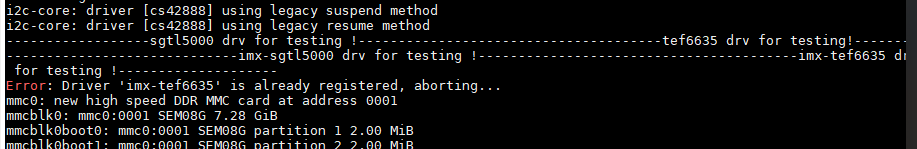 i2c-core: driver [cs42888] using legacy suspend method
i2c-core: driver [cs42888] using legacy resume method
------------------sgtl5000 drv for testing !--------------------------------------tef6635 drv for testing!-------
-----------------------------imx-sgtl5000 drv for testing !----------------------------------------imx-tef6635 dr
 for testing !--------------------
Error: Driver 'imx-tef6635' is already registered, aborting...
mmc0: new high speed DDR MMC card at address 0001
mmcblk0: mmc0:0001 SEM08G 7.28 GiB
mmcblk0boot0: mmc0:0001 SEM08G partition 1 2.00 MiB
mmcblk0boot1: mmc0:0001 SEM08G partition 2 2.00 MiB